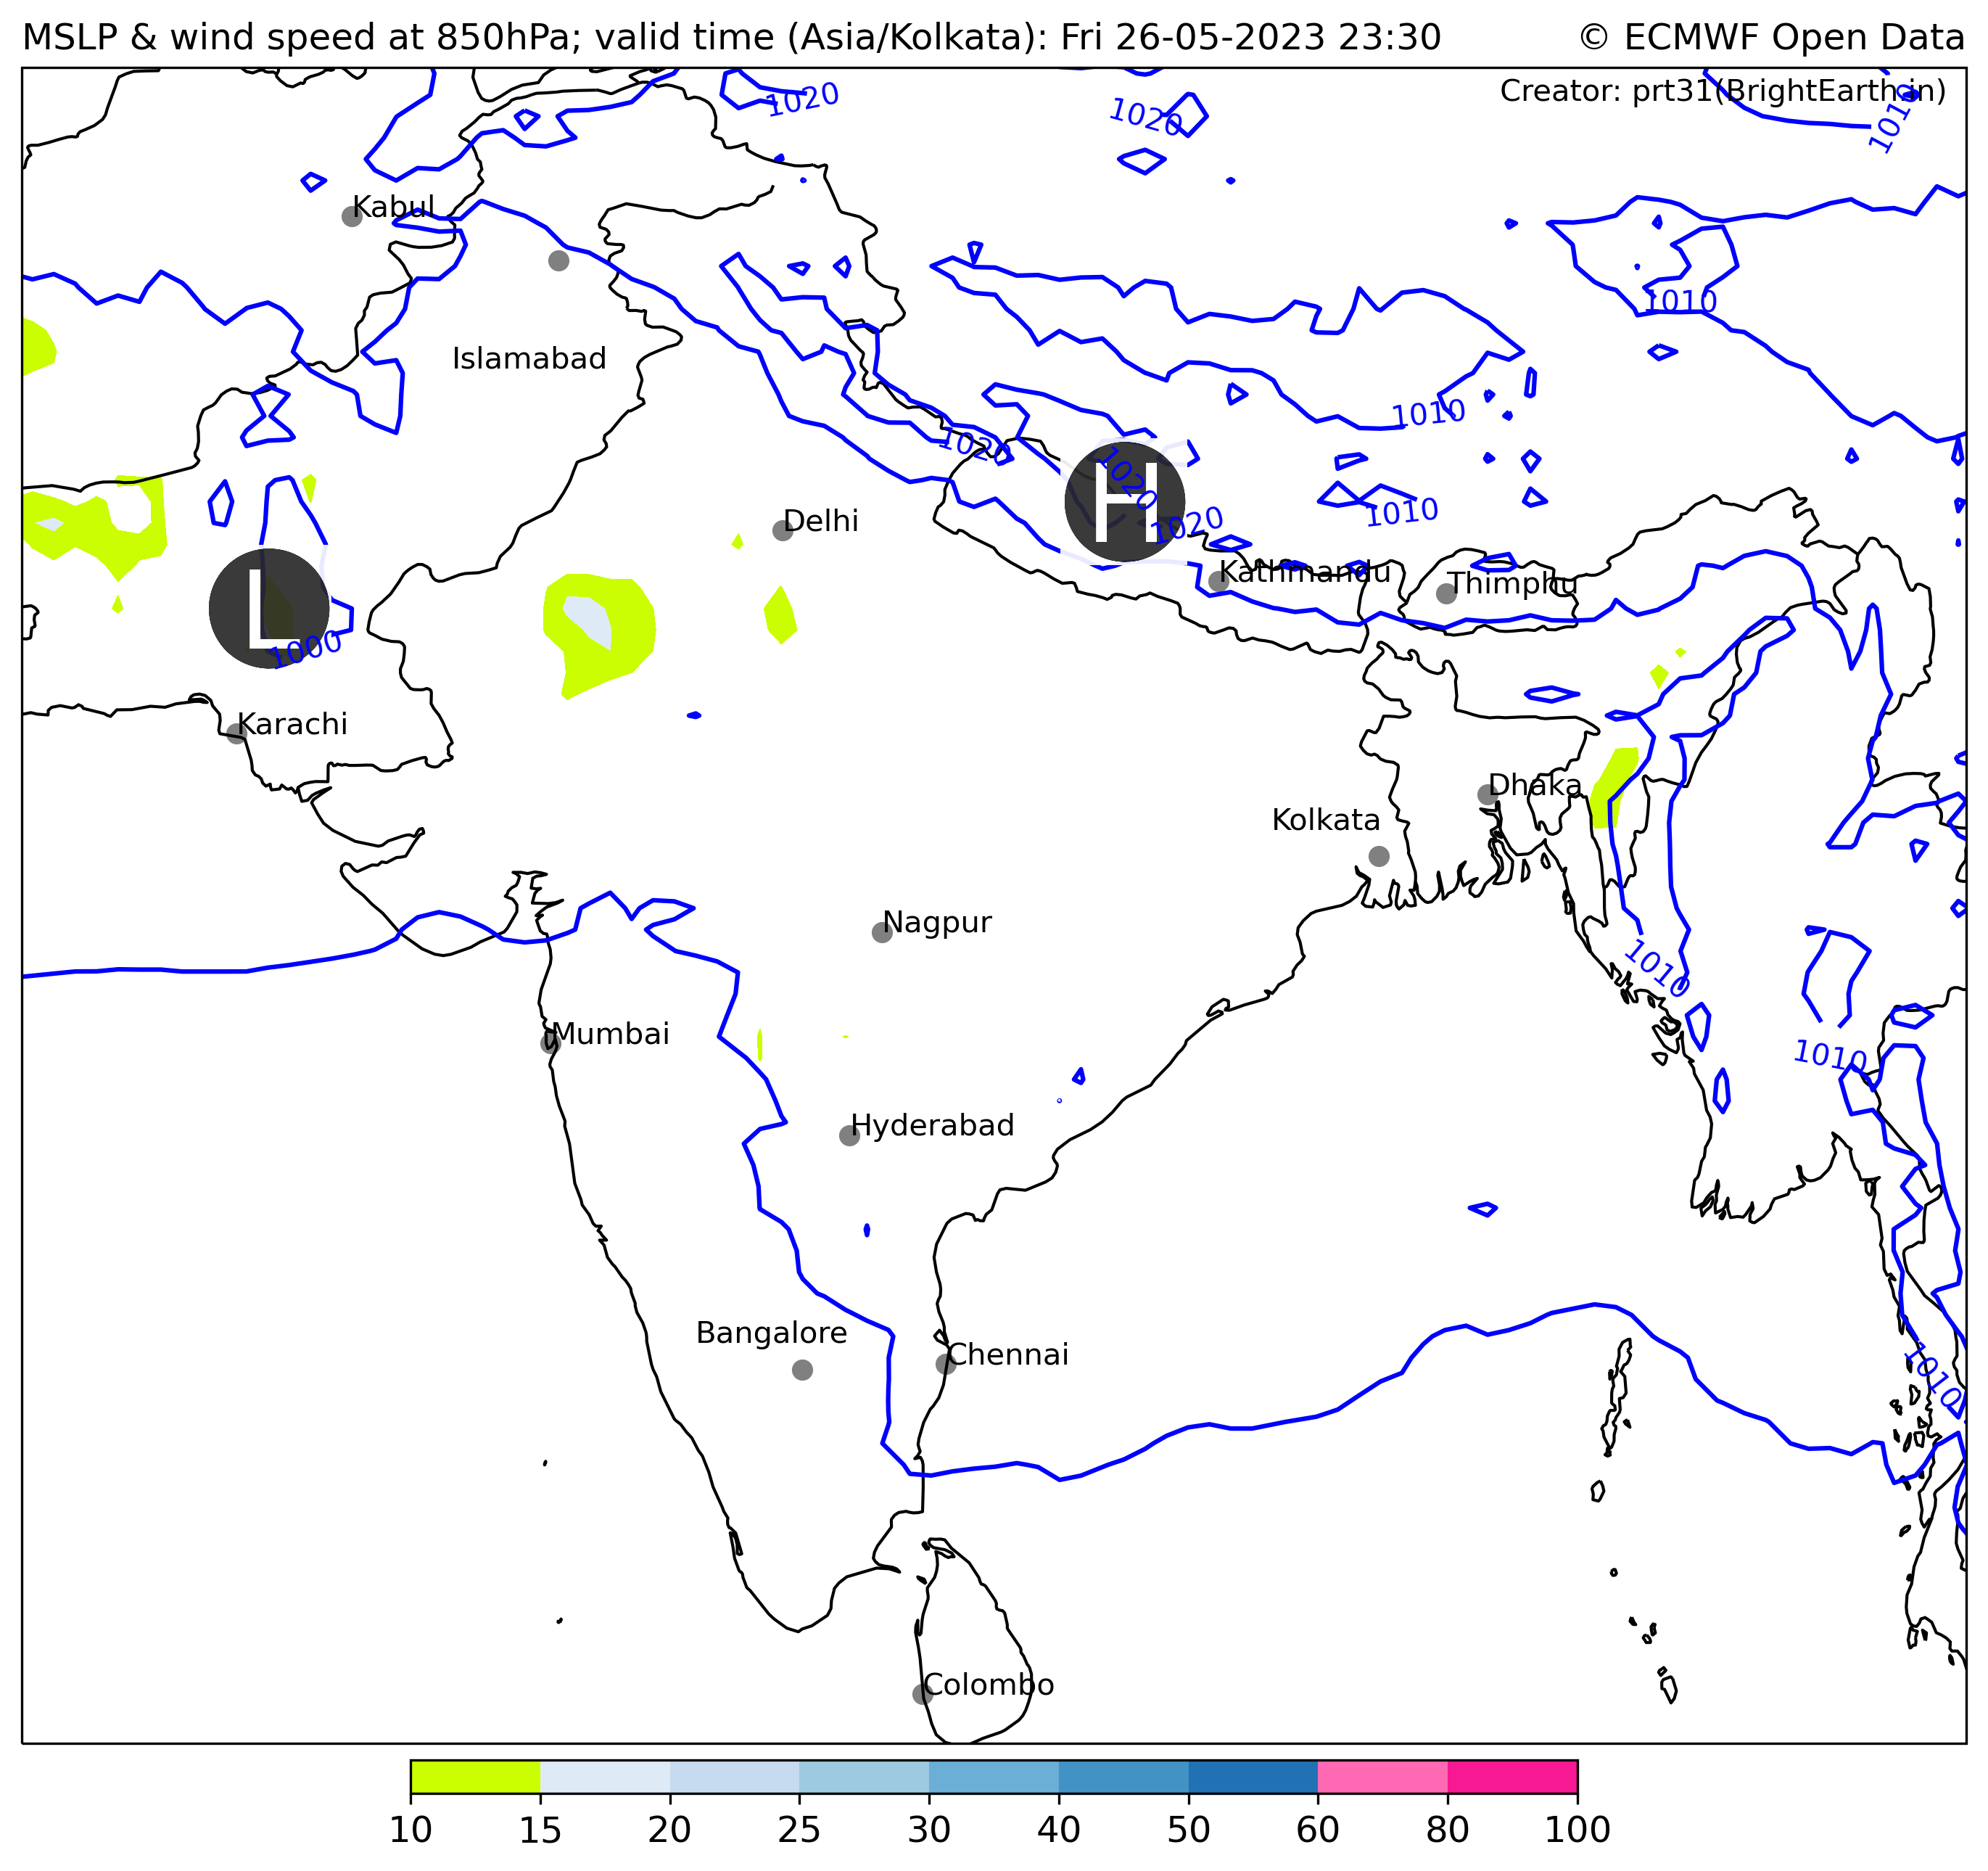 MSLP & wind speed at 850hPa; valid time (Asia/Kolkata): Fri 26-05-2023 23:30
© ECMWF Open Data
Creator: prt31(BrightEarth.in)
1020
1020
1010
Kabul
1010
Islamabad
1010
1020
1020
H
1010
1020
Delhi
Kathmandu
Thimphu
L
1000
Karachi
Dhaka
Kolkata
Nagpur
1010
Mumbai
1010
Hyderabad
Bangalore
Chennai
1010
Colombo
10 15 20 25 30 40 50 60 80 100